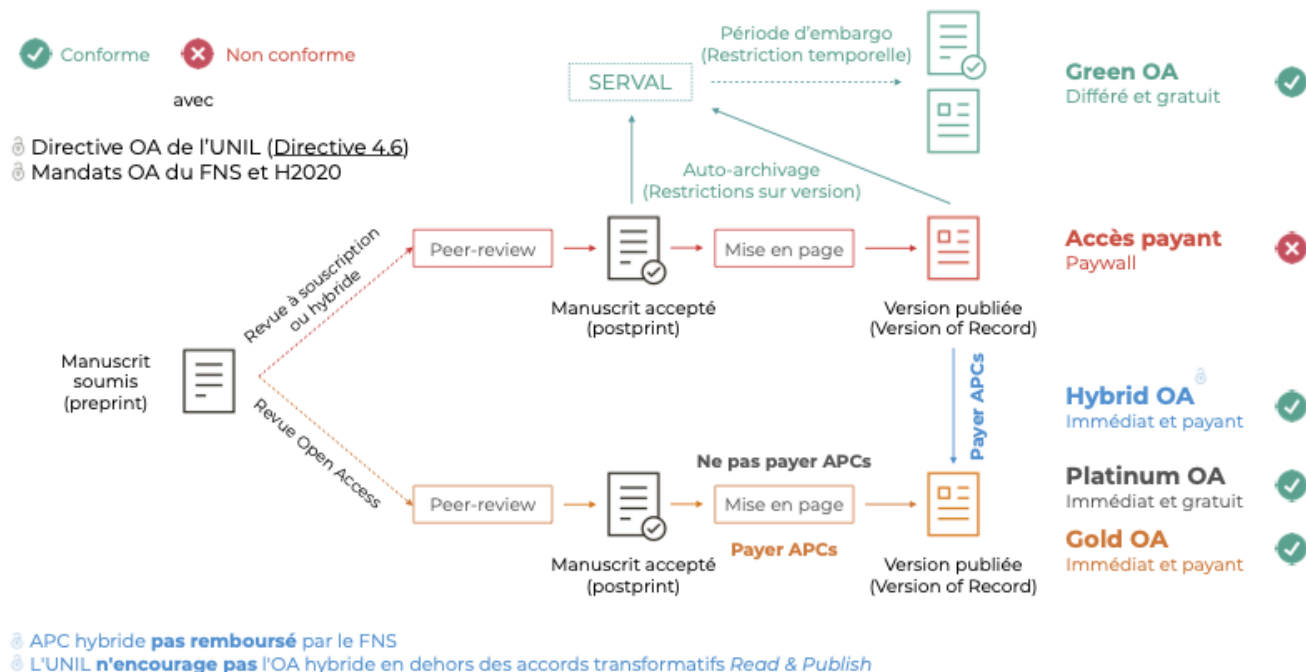 Conforme
Non conforme
avec
Directive OA de l'UNIL (Directive 4.6)
Mandats OA du FNS et H2020
Période d'embargo
(Restriction temporelle)
SERVAL
Green OA
Différé et gratuit
Auto-archivage
(Restrictions sur version)
Revue à souscription
ou hybride
Peer-review
Mise en page
Accès payant
Paywall
Manuscrit accepté
(postprint)
Version publiée
(Version of Record)
Manuscrit
soumis
(preprint)
Revue Open Access
Payer APCs
Hybrid OA
Immédiat et payant
Ne pas payer APCs
Peer-review
Mise en page
Platinum OA
Immédiat et gratuit
Payer APCs
Gold OA
Immédiat et payant
Manuscrit accepté
(postprint)
Version publiée
(Version of Record)
APC hybride pas remboursé par le FNS
L'UNIL n'encourage pas l'OA hybride en dehors des accords transformatifs Read & Publish